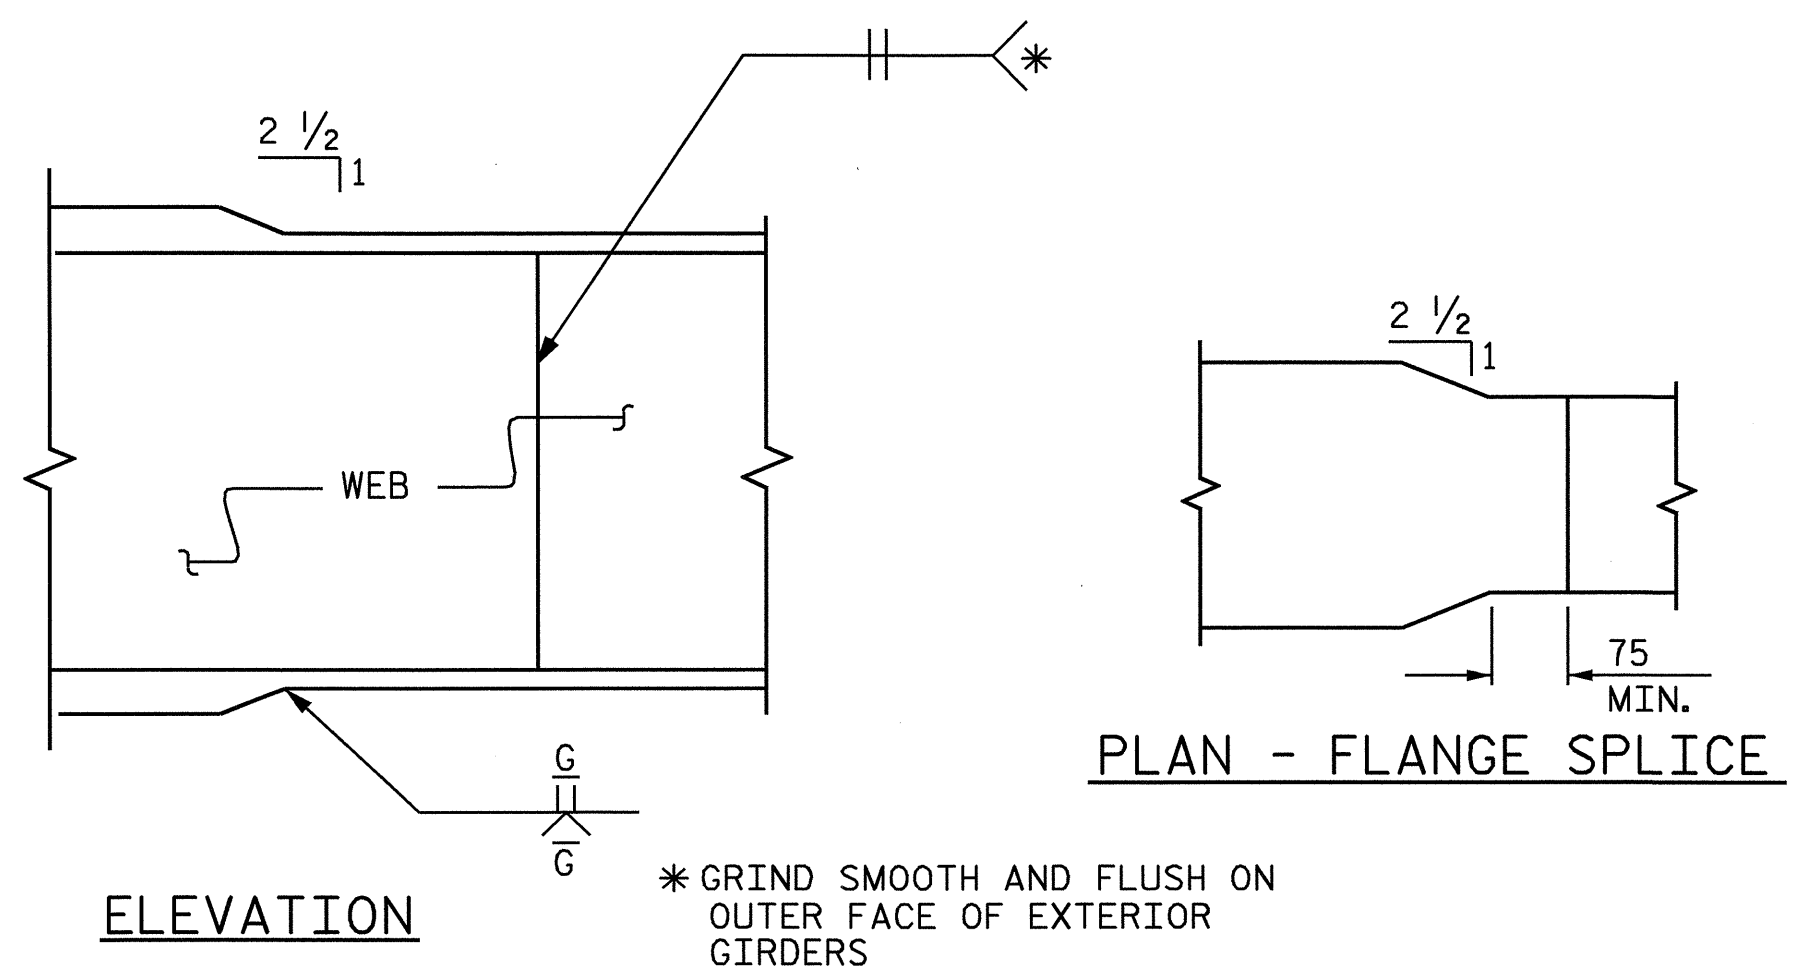 *
2 1/2
1
WEB
2 1/2
1
75
MIN.
PLAN - FLANGE SPLICE
G
G
ELEVATION
* GRIND SMOOTH AND FLUSH ON
OUTER FACE OF EXTERIOR
GIRDERS